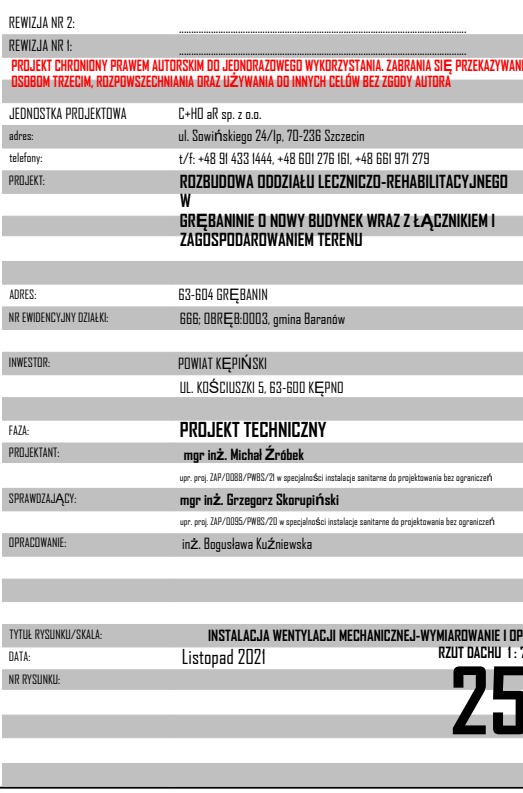 REWIZJA NR 2: ................................................................................
REWIZJA NR 1: ................................................................................
PROJEKT CHRONIONY PRAWEM AUTORSKIM DO JEDNORAZOWEGO WYKORZYSTANIA. ZABRANIA SIĘ PRZEKAZYWANI
OSOBOM TRZECIM, ROZPOWSZECHNIANIA ORAZ UŻYWANIA DO INNYCH CELÓW BEZ ZGODY AUTORA
JEDNOSTKA PROJEKTOWA C+HO aR sp. z o.o.
adres: ul. Sowińskiego 24/Ip, 70-236 Szczecin
telefony: t/f: +48 91 433 1444, +48 601 276 161, +48 661 971 279
PROJEKT: ROZBUDOWA ODDZIAŁU LECZNICZO-REHABILITACYJNEGO
W
GRĘBANINIE O NOWY BUDYNEK WRAZ Z ŁĄCZNIKIEM I
ZAGOSPODAROWANIEM TERENU
ADRES: 63-604 GRĘBANIN
NR EWIDENCYJNY DZIAŁKI: 666; OBRĘB:0003, gmina Baranów
INWESTOR: POWIAT KĘPIŃSKI
UL. KOŚCIUSZKI 5, 63-600 KĘPNO
FAZA: PROJEKT TECHNICZNY
PROJEKTANT: mgr inż. Michał Źróbek
upr. proj. ZAP/0088/PWBS/21 w specjalności instalacje sanitarne do projektowania bez ograniczeń
SPRAWDZAJĄCY: mgr inż. Grzegorz Skorupiński
upr. proj. ZAP/0095/PWBS/20 w specjalności instalacje sanitarne do projektowania bez ograniczeń
OPRACOWANIE: inż. Bogusława Kuźniewska
TYTUŁ RYSUNKU/SKALA: INSTALACJA WENTYLACJI MECHANICZNEJ-WYMIAROWANIE I OP
RZUT DACHU 1 : 7
DATA: Listopad 2021
NR RYSUNKU: 25